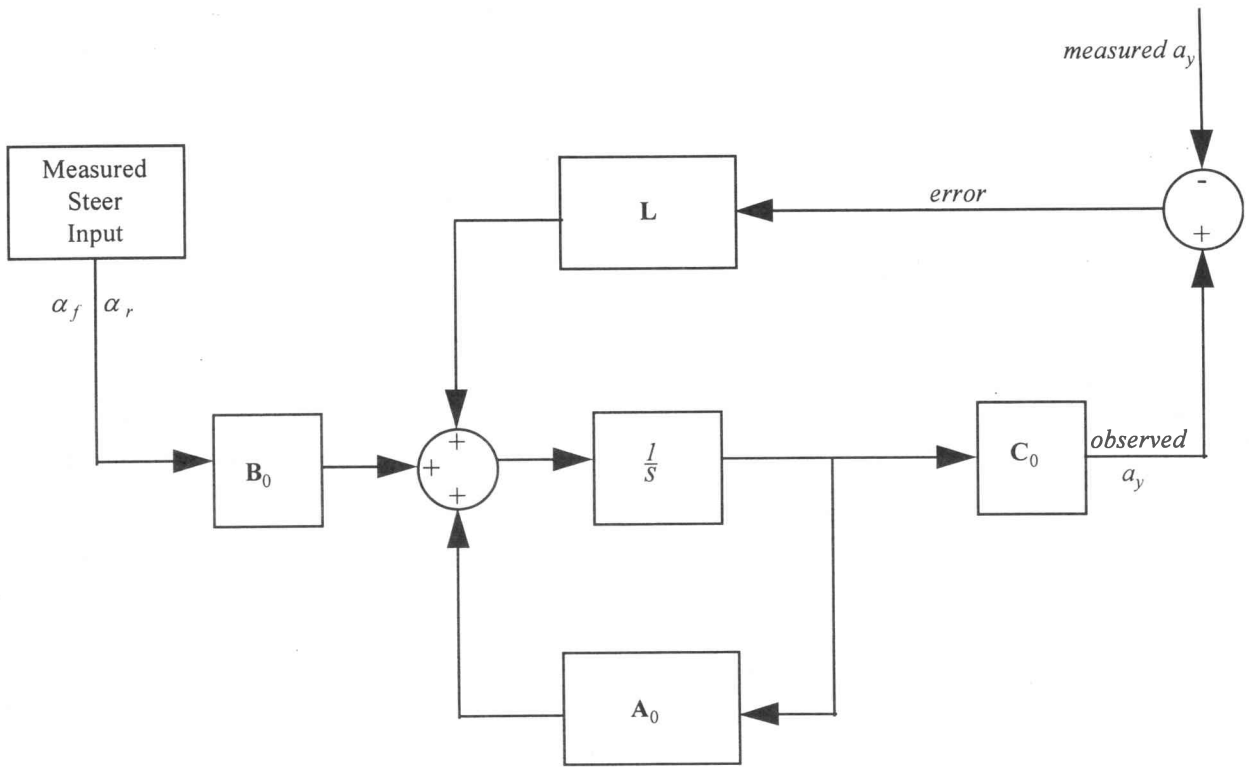 measured a_y
Measured
Steer
Input
-
L
error
+
α_f α_r
+
B_0
+
+
1/s
C_0
observed
a_y
A_0